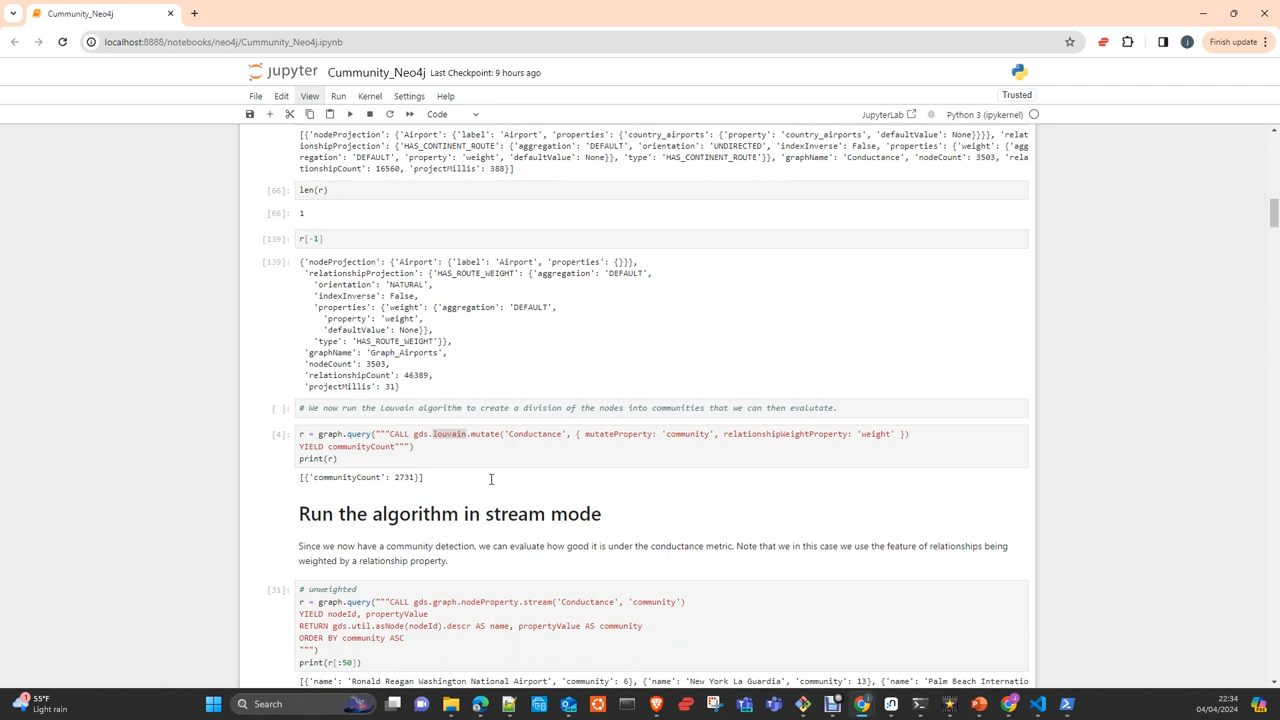 Cummunity_Neo4j
localhost:8888/notebooks/neo4j/Cummunity_Neo4j.ipynb
Finish update
jupyter Cummunity_Neo4j Last Checkpoint: 9 hours ago
File Edit View Run Kernel Settings Help
Trusted
Code
JupyterLab
Python 3 (ipykernel)
[{'nodeProjection': {'Airport': {'label': 'Airport', 'properties': {'country_airports': {'property': 'country_airports', 'defaultValue': None}}}}, 'relat
ionshipProjection': {'HAS_CONTINENT_ROUTE': {'aggregation': 'DEFAULT', 'orientation': 'UNDIRECTED', 'indexInverse': False, 'properties': {'weight': {'agg
regation': 'DEFAULT', 'property': 'weight', 'defaultValue': None}}, 'type': 'HAS_CONTINENT_ROUTE'}}, 'graphName': 'Conductance', 'nodeCount': 3503, 'rela
tionshipCount': 16560, 'projectMillis': 388}]
[66]: len(r)
[66]: 1
[139]: r[-1]
[139]: {'nodeProjection': {'Airport': {'label': 'Airport', 'properties': {}}},
'relationshipProjection': {'HAS_ROUTE_WEIGHT': {'aggregation': 'DEFAULT',
'orientation': 'NATURAL',
'indexInverse': False,
'properties': {'weight': {'aggregation': 'DEFAULT',
'property': 'weight',
'defaultValue': None}},
'type': 'HAS_ROUTE_WEIGHT'}},
'graphName': 'Graph_Airports',
'nodeCount': 3503,
'relationshipCount': 46389,
'projectMillis': 31}
[ ]: # We now run the Louvain algorithm to create a division of the nodes into communities that we can then evalutate.
[4]: r = graph.query("""CALL gds.louvain.mutate('Conductance', { mutateProperty: 'community', relationshipWeightProperty: 'weight' })
YIELD communityCount""")
print(r)
[{'communityCount': 2731}]
Run the algorithm in stream mode
Since we now have a community detection, we can evaluate how good it is under the conductance metric. Note that we in this case we use the feature of relationships being
weighted by a relationship property.
[31]: # unweighted
r = graph.query("""CALL gds.graph.nodeProperty.stream('Conductance', 'community')
YIELD nodeId, propertyValue
RETURN gds.util.asNode(nodeId).descr AS name, propertyValue AS community
ORDER BY community ASC
""")
print(r[:50])
[{'name': 'Ronald Reagan Washington National Airport', 'community': 6}, {'name': 'New York La Guardia', 'community': 13}, {'name': 'Palm Beach Internatio
55°F
Light rain
Search
22:34
04/04/2024